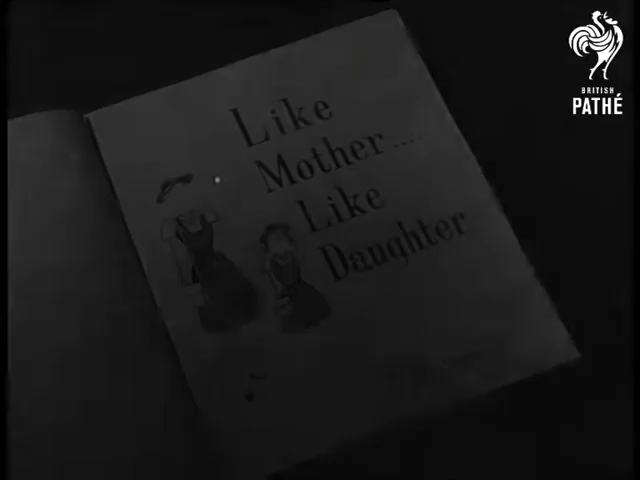 Like
Mother....
Like
Daughter
BRITISH
PATHÉ